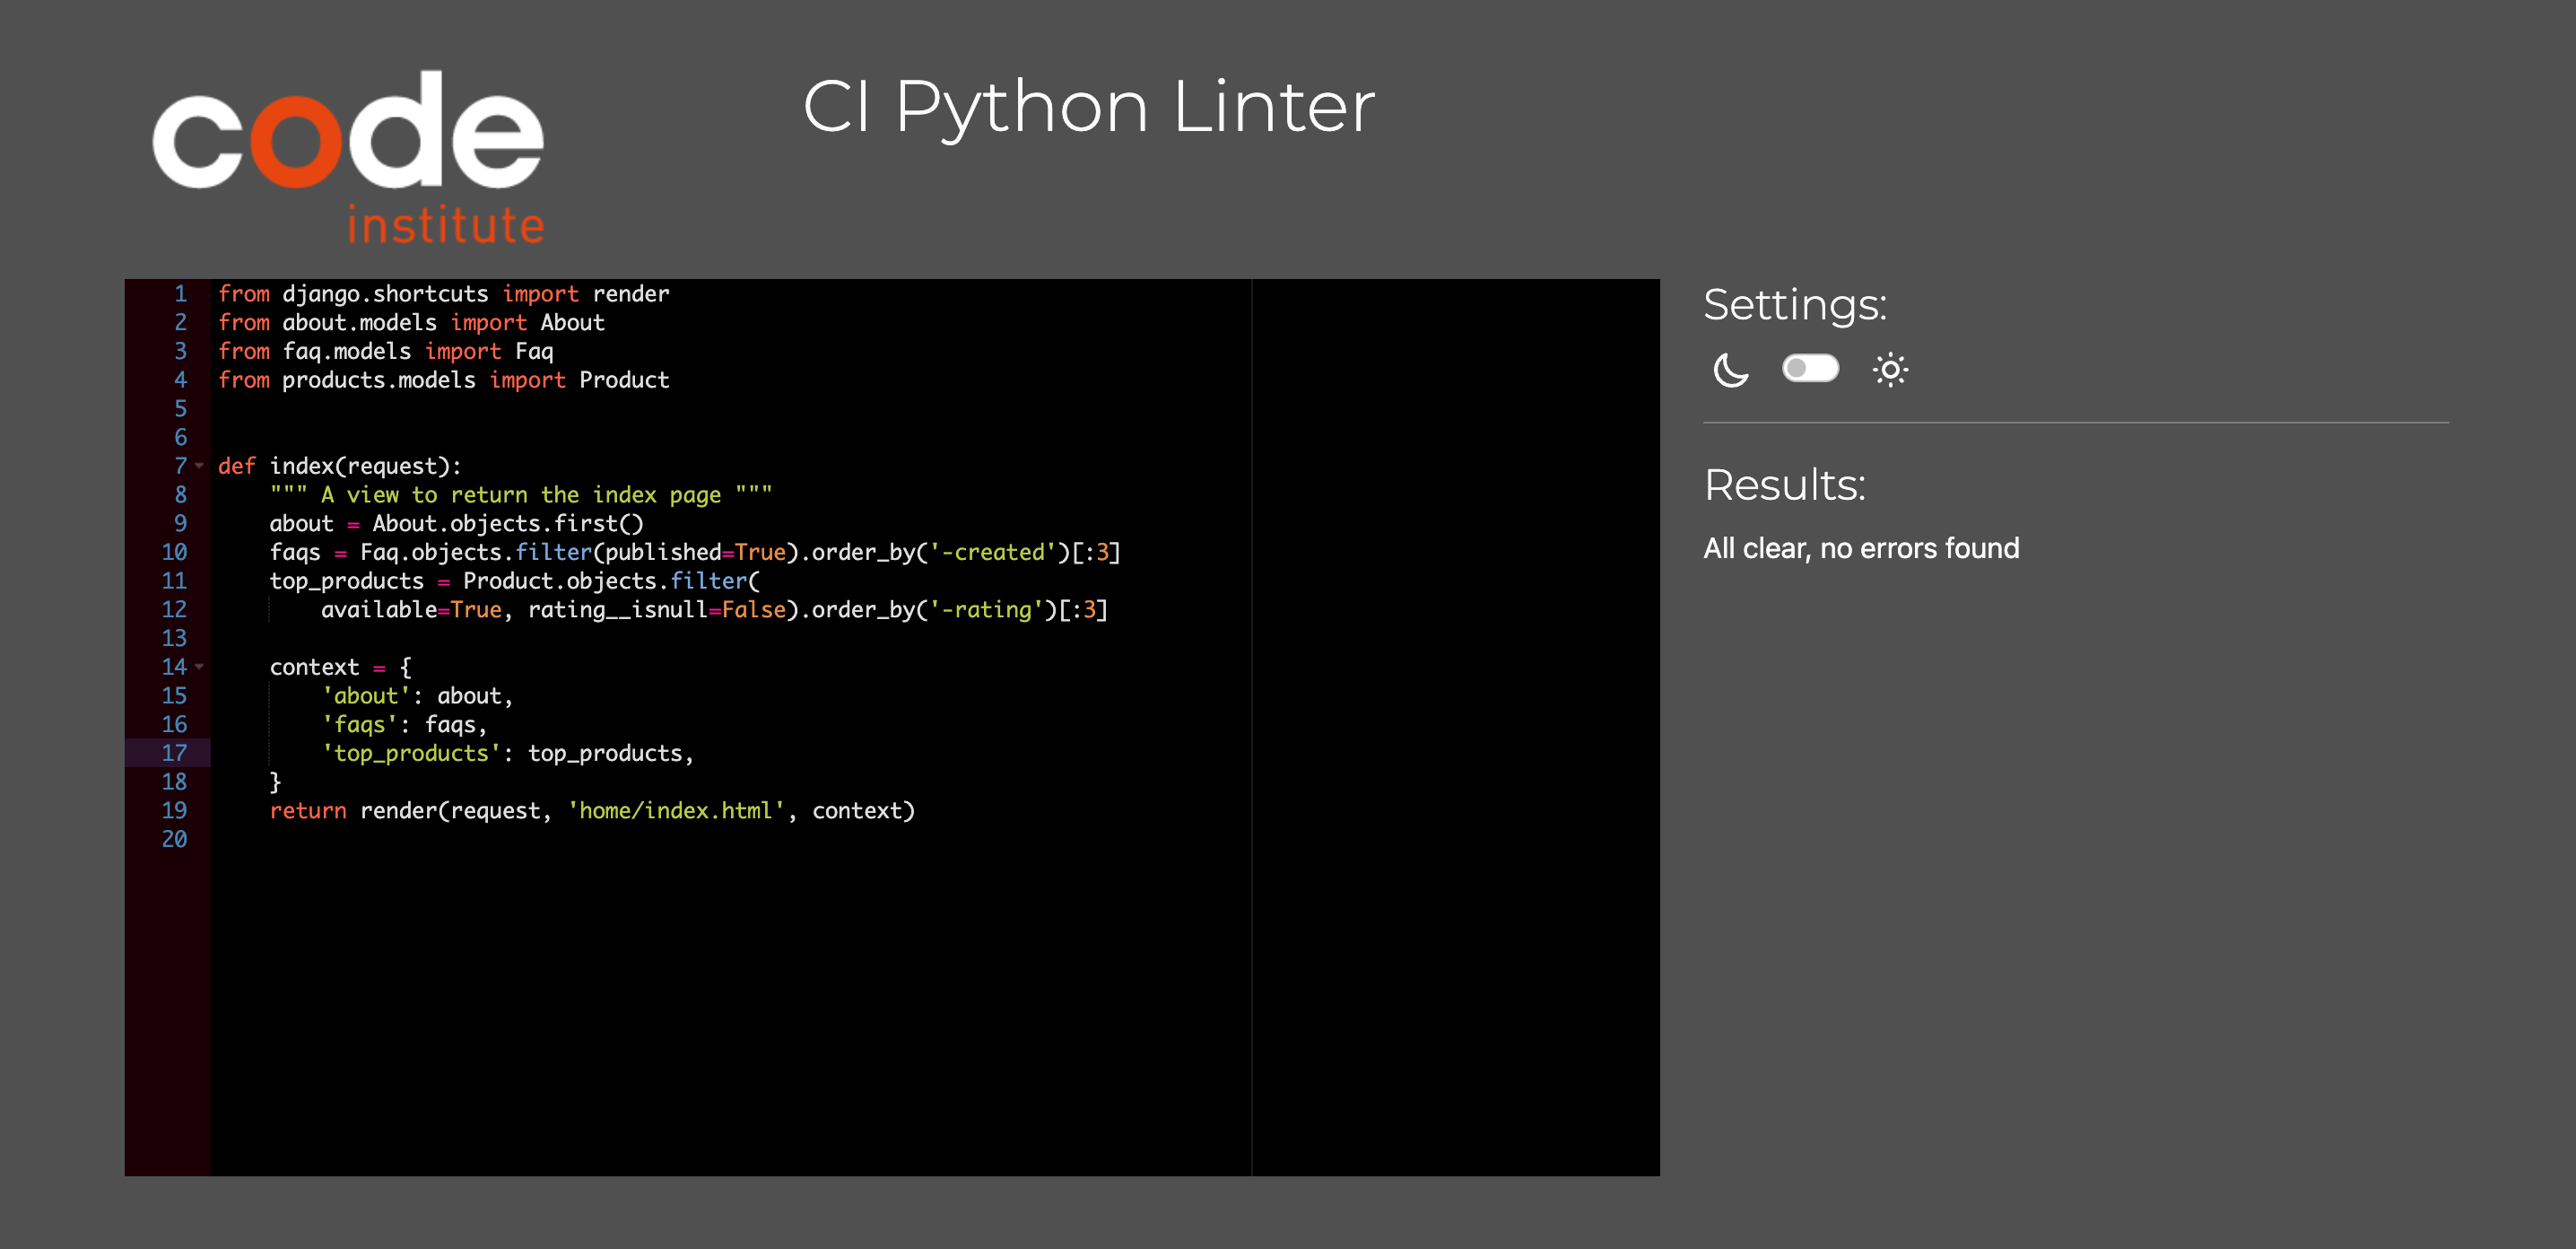 code
institute
CI Python Linter
1 from django.shortcuts import render
2 from about.models import About
3 from faq.models import Faq
4 from products.models import Product
5
6
7 def index(request):
8     """ A view to return the index page """
9     about = About.objects.first()
10     faqs = Faq.objects.filter(published=True).order_by('-created')[:3]
11     top_products = Product.objects.filter(
12         available=True, rating__isnull=False).order_by('-rating')[:3]
13
14     context = {
15         'about': about,
16         'faqs': faqs,
17         'top_products': top_products,
18     }
19     return render(request, 'home/index.html', context)
20
Settings:
Results:
All clear, no errors found